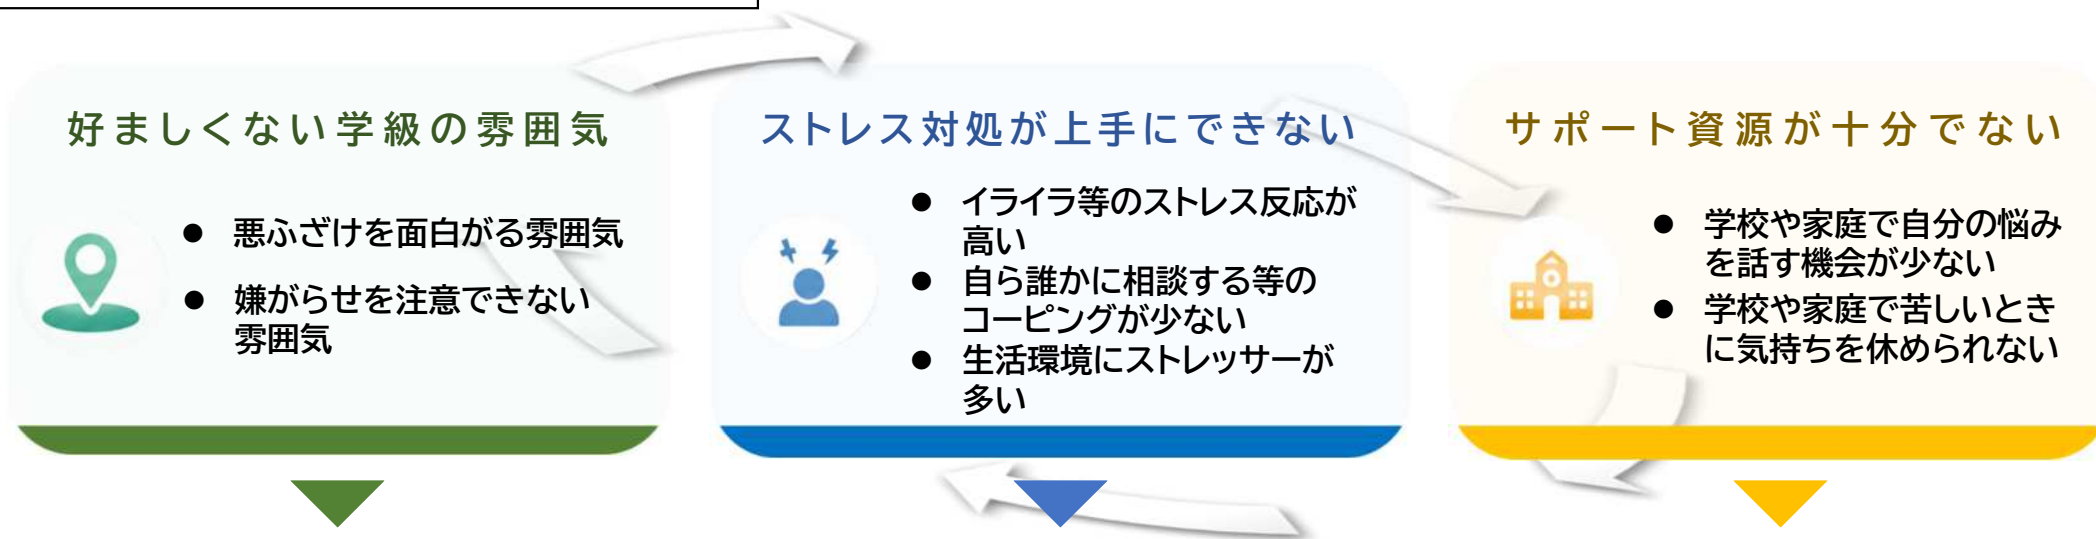 好ましくない学級の雰囲気
● 悪ふざけを面白がる雰囲気
● 嫌がらせを注意できない
雰囲気
ストレス対処が上手にできない
● イライラ等のストレス反応が
高い
● 自ら誰かに相談する等の
コーピングが少ない
● 生活環境にストレッサーが
多い
サポート資源が十分でない
● 学校や家庭で自分の悩み
を話す機会が少ない
● 学校や家庭で苦しいとき
に気持ちを休められない